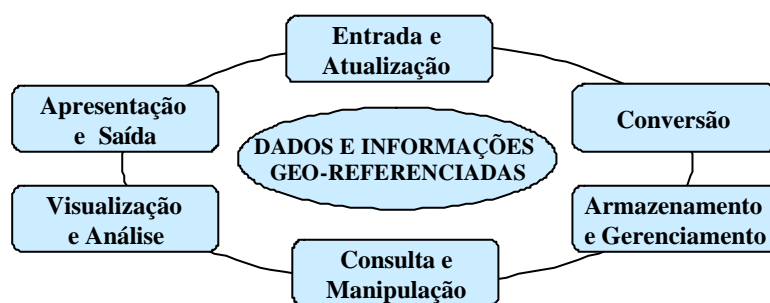 Entrada e
Atualização
Apresentação
e Saída
Conversão
DADOS E INFORMAÇÕES
GEO-REFERENCIADAS
Visualização
e Análise
Armazenamento
e Gerenciamento
Consulta e
Manipulação